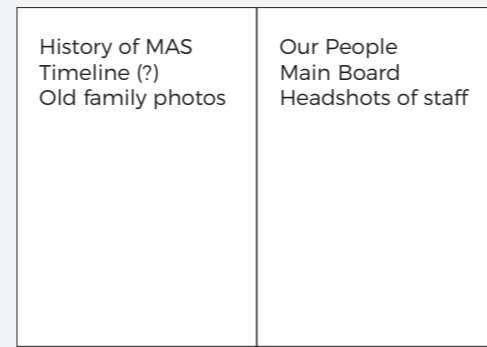 History of MAS
Timeline (?)
Old family photos
Our People
Main Board
Headshots of staff